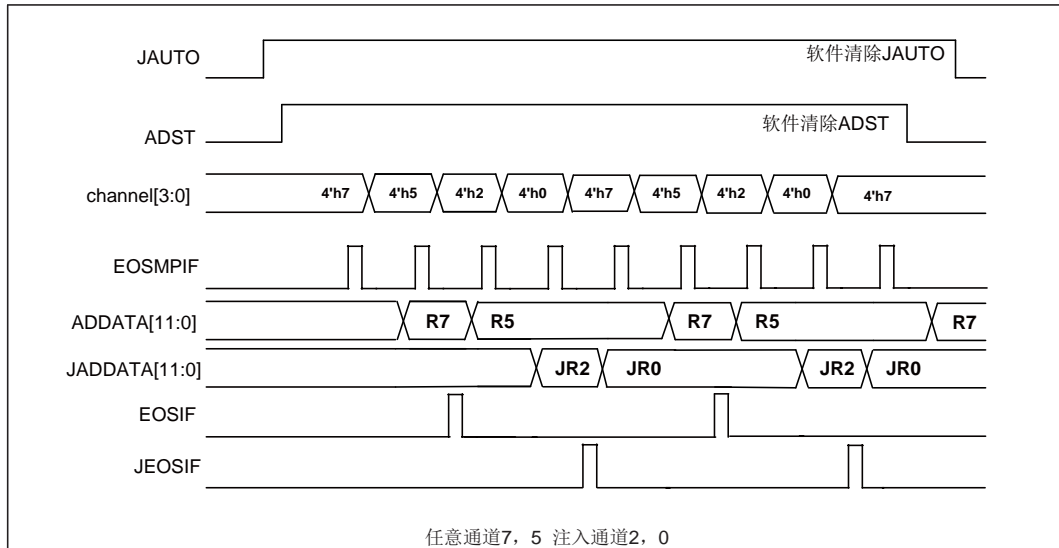 JAUTO
软件清除JAUTO
ADST
软件清除ADST
channel[3:0] 4'h7 4'h5 4'h2 4'h0 4'h7 4'h5 4'h2 4'h0 4'h7
EOSMPIF
ADDATA[11:0] R7 R5 R7 R5 R7
JADDATA[11:0] JR2 JR0 JR2 JR0
EOSIF
JEOSIF
任意通道7，5 注入通道2，0